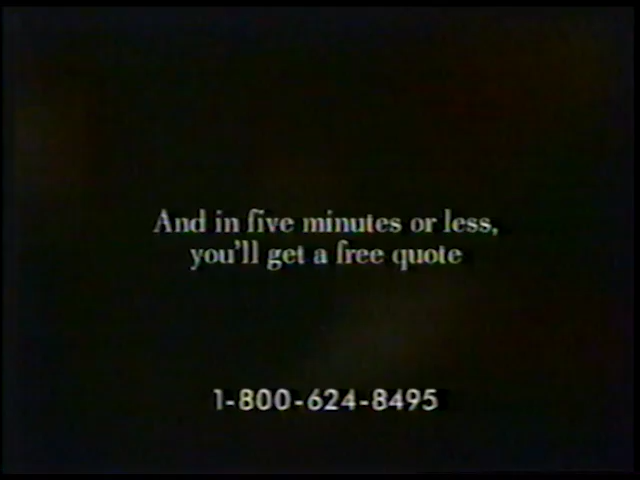 And in five minutes or less,
you'll get a free quote
1-800-624-8495